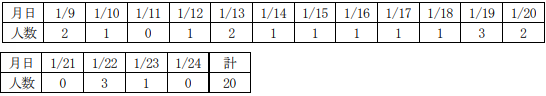 月日 1/9 1/10 1/11 1/12 1/13 1/14 1/15 1/16 1/17 1/18 1/19 1/20
人数 2 1 0 1 2 1 1 1 1 1 3 2
月日 1/21 1/22 1/23 1/24 計
人数 0 3 1 0 20